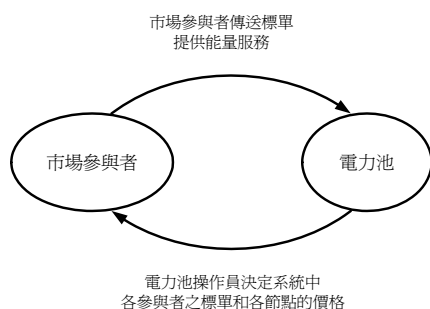 市場參與者傳送標單
提供能量服務
市場參與者
電力池
電力池操作員決定系統中
各參與者之標單和各節點的價格